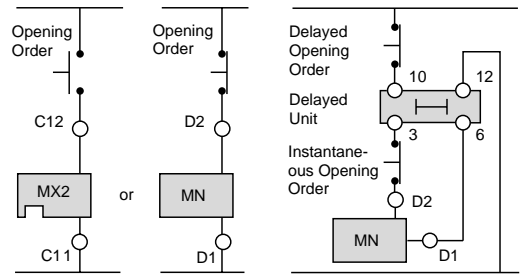 Opening
Order
C12
MX2
C11
or
Opening
Order
D2
MN
D1
Delayed
Opening
Order
10
12
Delayed
Unit
3
6
Instantane-
ous Opening
Order
D2
MN
D1